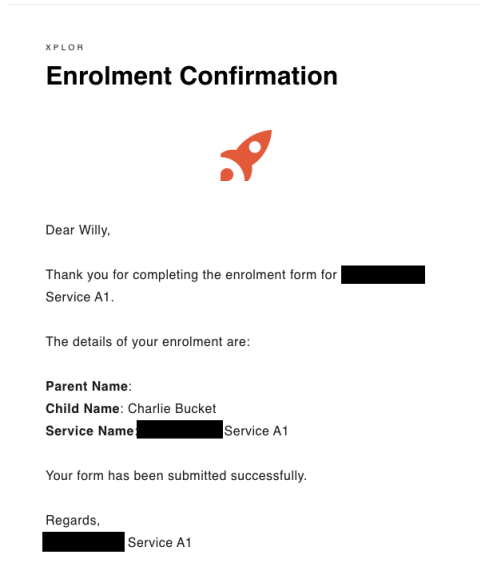 XPLOR
Enrolment Confirmation
Dear Willy,
Thank you for completing the enrolment form for
Service A1.
The details of your enrolment are:
Parent Name:
Child Name: Charlie Bucket
Service Name: Service A1
Your form has been submitted successfully.
Regards,
Service A1